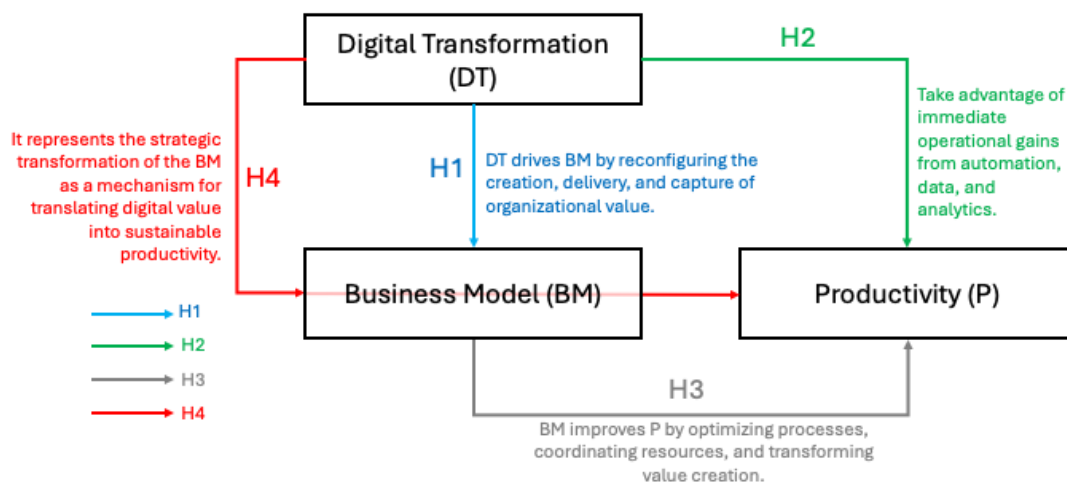 Digital Transformation
(DT)
H2
Take advantage of
immediate
operational gains
from automation,
data, and
analytics.
It represents the strategic
transformation of the BM
as a mechanism for
translating digital value
into sustainable
productivity.
H4
H1
DT drives BM by reconfiguring the
creation, delivery, and capture of
organizational value.
Business Model (BM)
Productivity (P)
H1
H2
H3
H4
H3
BM improves P by optimizing processes,
coordinating resources, and transforming
value creation.